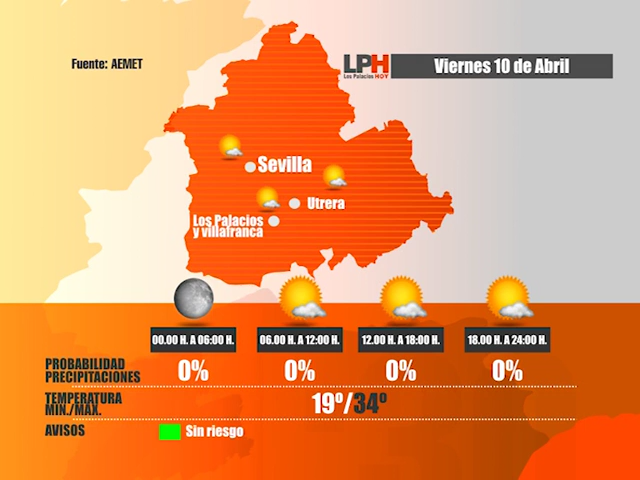 Fuente: AEMET
LPH
Los Palacios HOY
Viernes 10 de Abril
Sevilla
Utrera
Los Palacios
y villafranca
00.00 H. A 06:00 H.
06.00 H. A 12:00 H.
12.00 H. A 18:00 H.
18.00 H. A 24:00 H.
PROBABILIDAD
PRECIPITACIONES
0%
0%
0%
0%
TEMPERATURA
MIN./MAX.
19º/34º
AVISOS
Sin riesgo